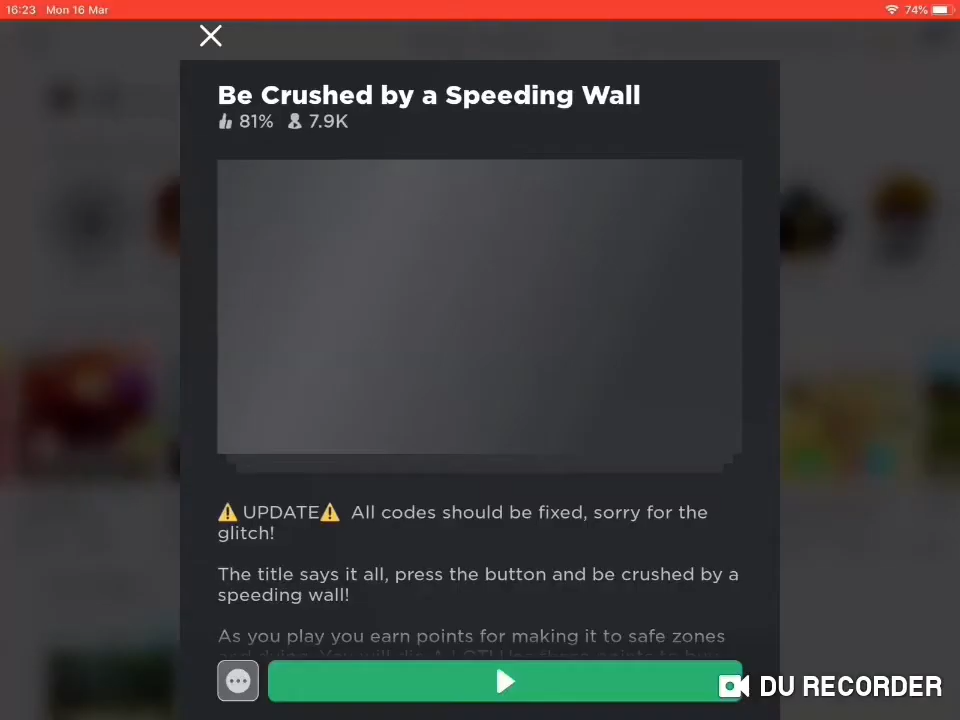 16:23 Mon 16 Mar 74%
Be Crushed by a Speeding Wall
81% 7.9K
⚠️ UPDATE⚠️ All codes should be fixed, sorry for the
glitch!
The title says it all, press the button and be crushed by a
speeding wall!
As you play you earn points for making it to safe zones
DU RECORDER